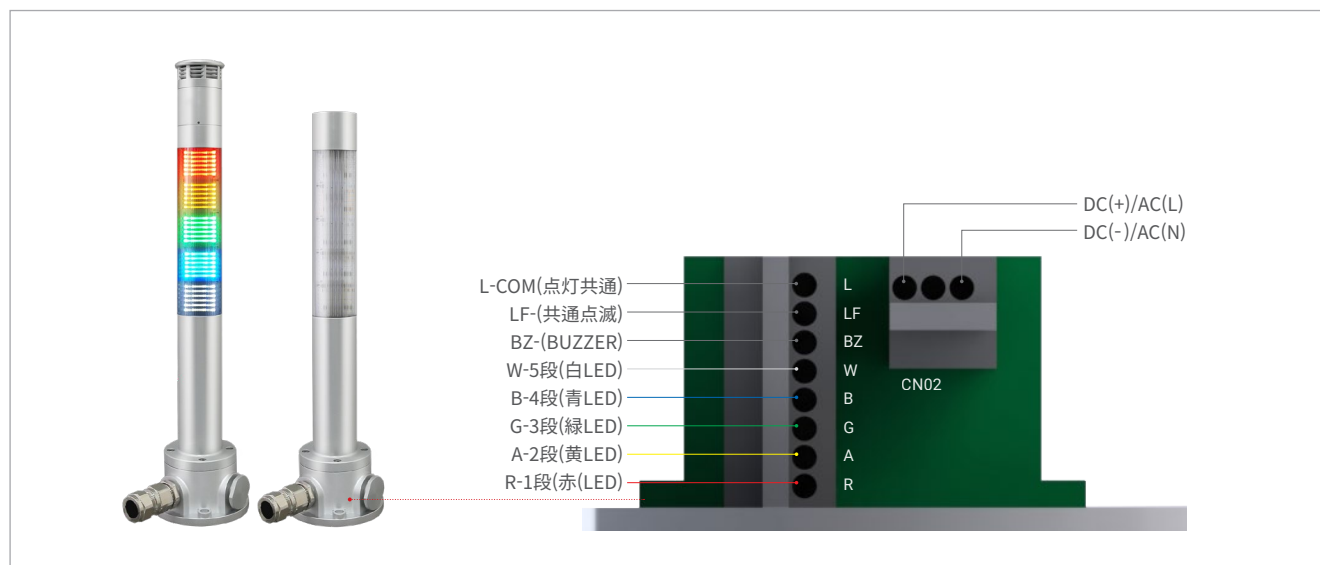 DC(+)/AC(L)
DC(-)/AC(N)
L-COM(点灯共通)
LF-(共通点滅)
BZ-(BUZZER)
W-5段(白LED)
B-4段(青LED)
G-3段(緑LED)
A-2段(黄LED)
R-1段(赤(LED)
L
LF
BZ
W
B
G
A
R
CN02